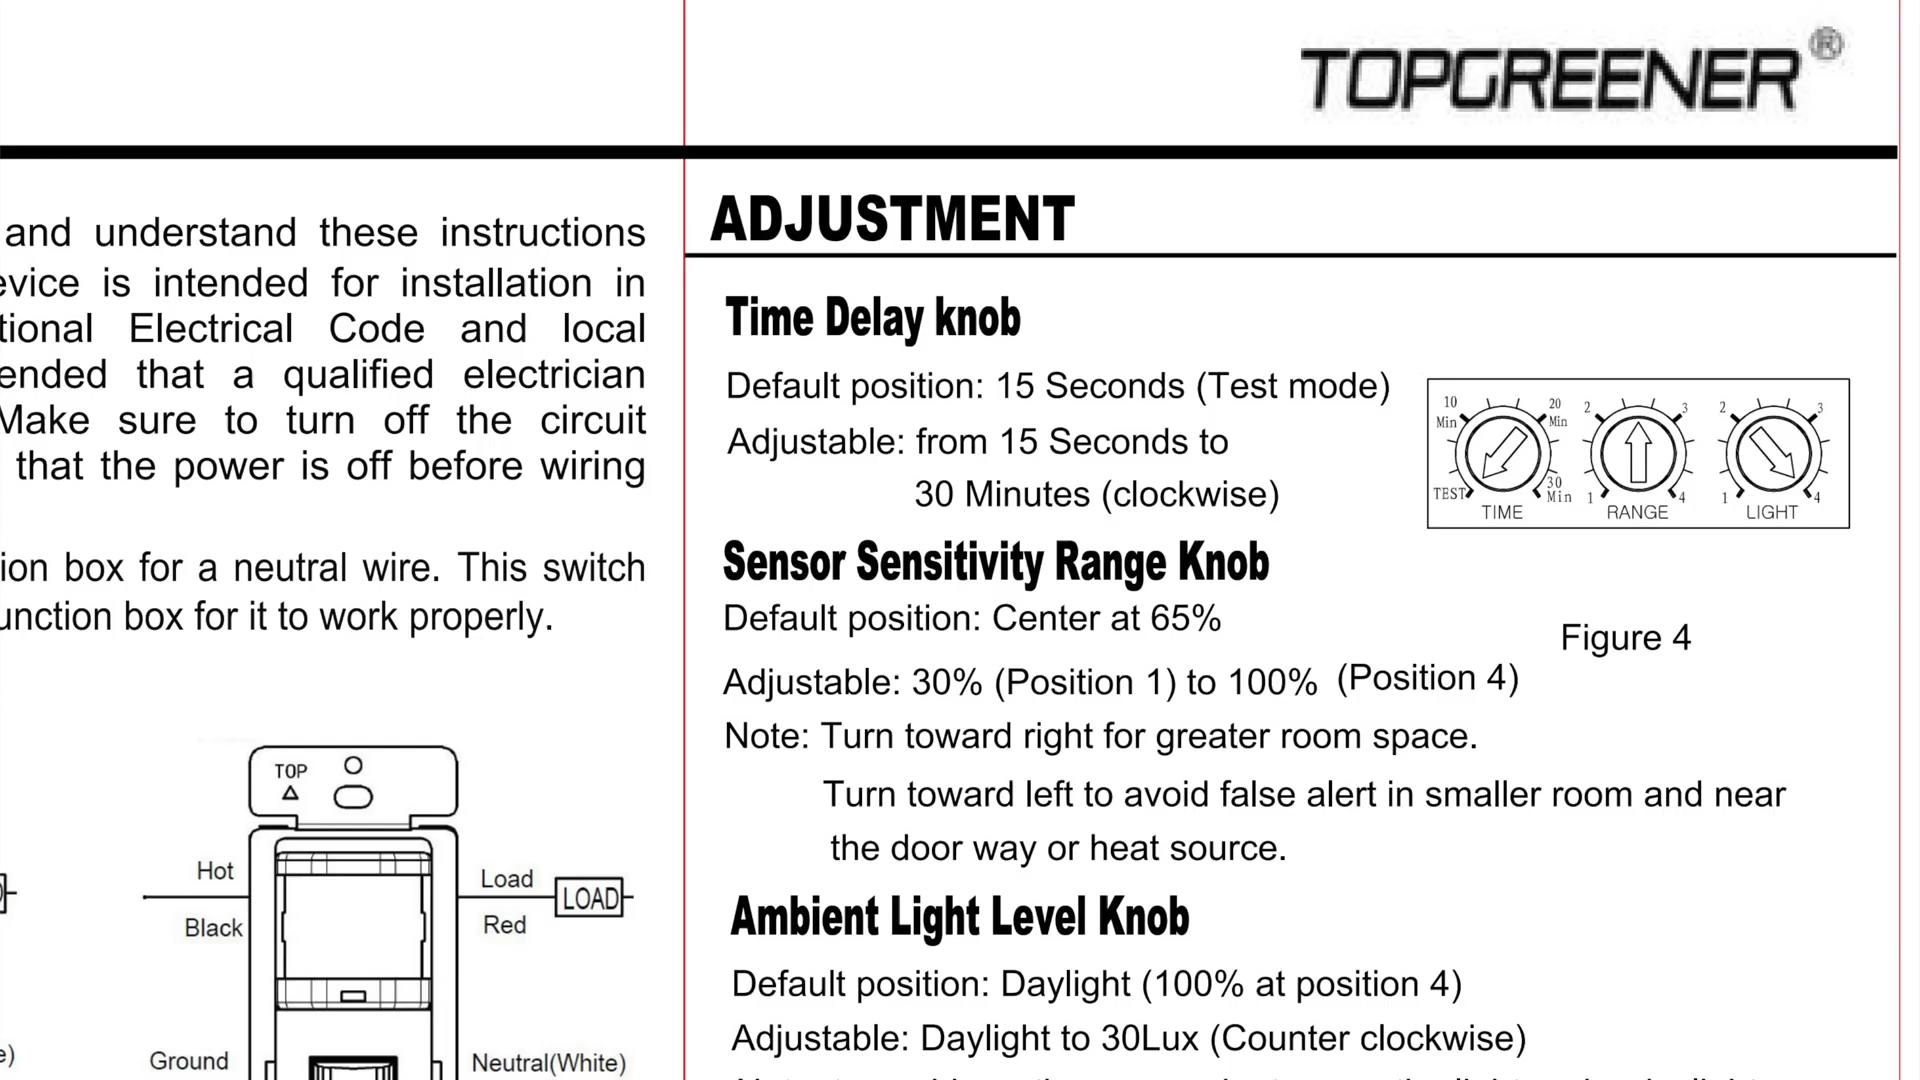 TOPGREENER®
and understand these instructions
is intended for installation in
Electrical Code and local
that a qualified electrician
Make sure to turn off the circuit
that the power is off before wiring
box for a neutral wire. This switch
box for it to work properly.
TOP
Hot
Black
Load
LOAD
Red
Ground
Neutral(White)
ADJUSTMENT
Time Delay knob
Default position: 15 Seconds (Test mode)
Adjustable: from 15 Seconds to
30 Minutes (clockwise)
10 Min
20 Min
30 Min
TEST
TIME
2 3
1 4
RANGE
2 3
1 4
LIGHT
Figure 4
Sensor Sensitivity Range Knob
Default position: Center at 65%
Adjustable: 30% (Position 1) to 100% (Position 4)
Note: Turn toward right for greater room space.
Turn toward left to avoid false alert in smaller room and near
the door way or heat source.
Ambient Light Level Knob
Default position: Daylight (100% at position 4)
Adjustable: Daylight to 30Lux (Counter clockwise)